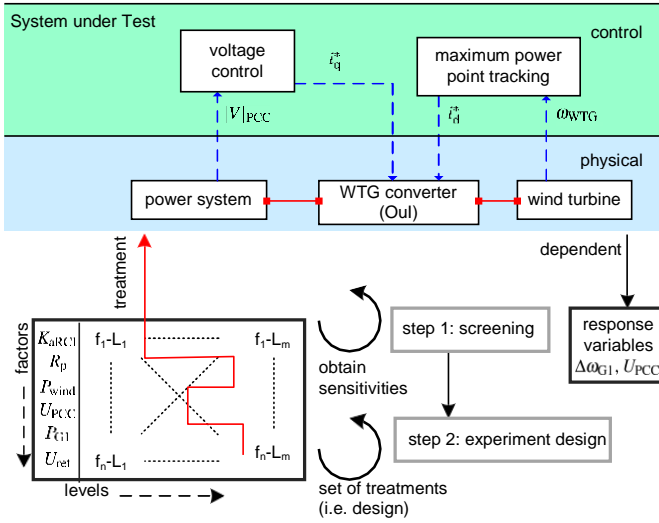 System under Test
control
voltage
control
i*q
maximum power
point tracking
|V|PCC
i*d
ωWTG
physical
power system
WTG converter
(OuI)
wind turbine
dependent
treatment
factors
KaRCI
Rp
Pwind
UPCC
PG1
Uref
f1-L1
f1-Lm
fn-L1
fn-Lm
levels
obtain
sensitivities
set of treatments
(i.e. design)
step 1: screening
step 2: experiment design
response
variables
ΔωG1, UPCC